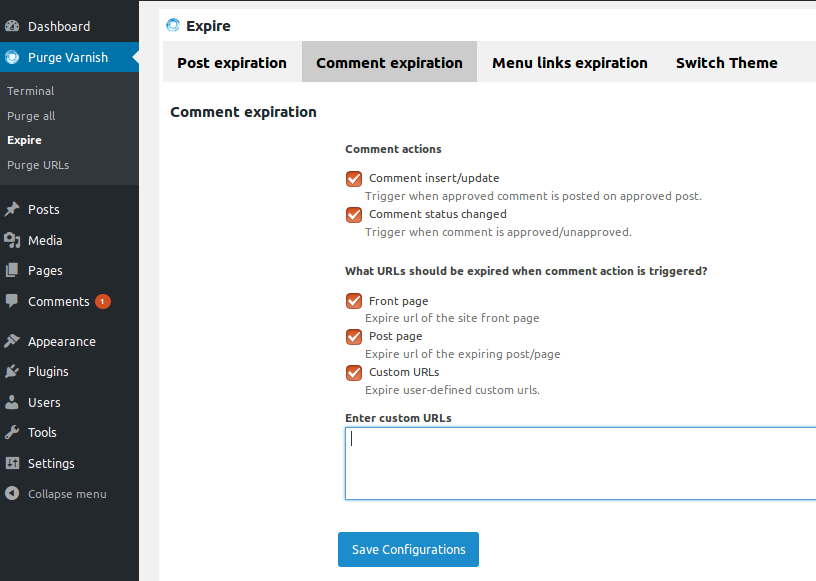 Dashboard
Purge Varnish
Terminal
Purge all
Expire
Purge URLs
Posts
Media
Pages
Comments 1
Appearance
Plugins
Users
Tools
Settings
Collapse menu
Expire
Post expiration Comment expiration Menu links expiration Switch Theme
Comment expiration
Comment actions
Comment insert/update
Trigger when approved comment is posted on approved post.
Comment status changed
Trigger when comment is approved/unapproved.
What URLs should be expired when comment action is triggered?
Front page
Expire url of the site front page
Post page
Expire url of the expiring post/page
Custom URLs
Expire user-defined custom urls.
Enter custom URLs
Save Configurations